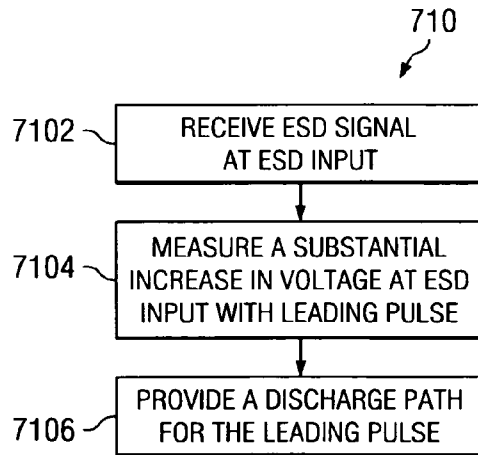 710
7102
RECEIVE ESD SIGNAL
AT ESD INPUT
7104
MEASURE A SUBSTANTIAL
INCREASE IN VOLTAGE AT ESD
INPUT WITH LEADING PULSE
7106
PROVIDE A DISCHARGE PATH
FOR THE LEADING PULSE